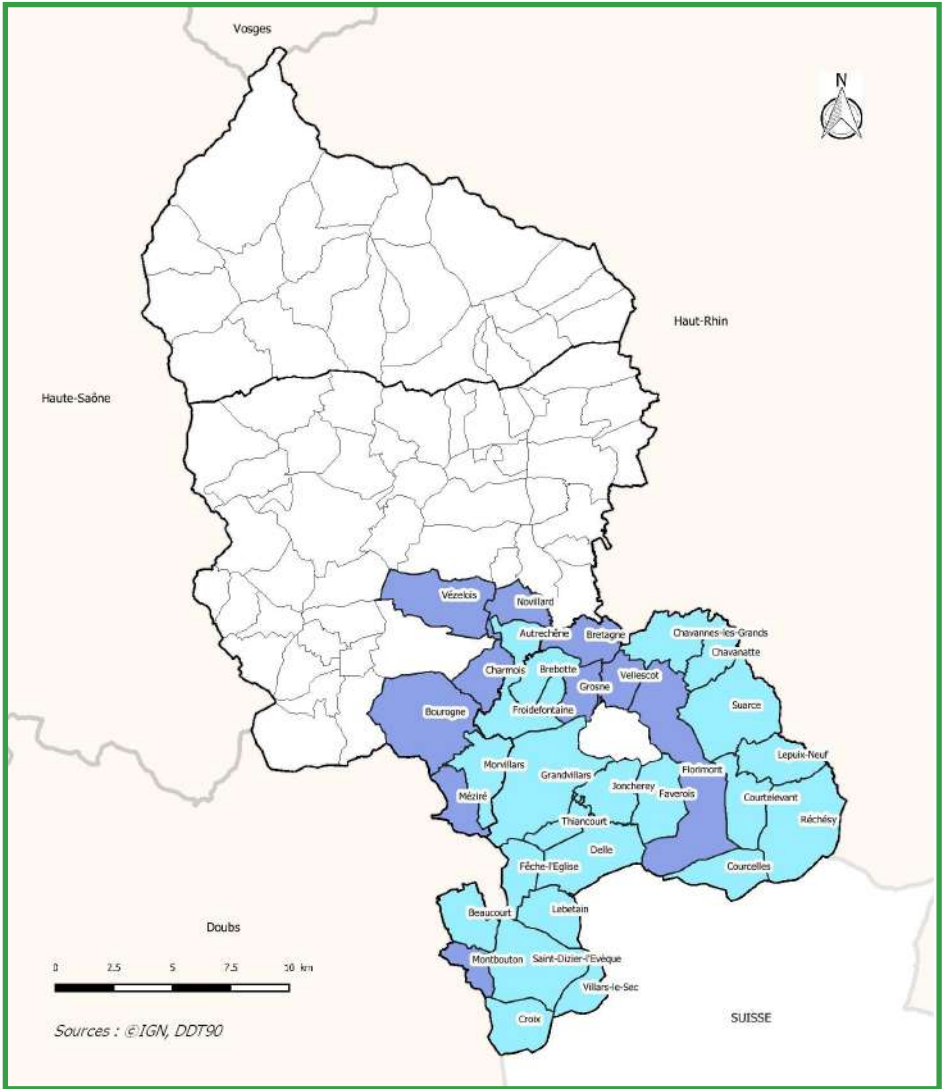 Vosges
N
Haut-Rhin
Haute-Saône
Vézelois
Novillard
Autrechêne
Bretagne
Chavannes-les-Grands
Chavanatte
Charmois
Brebotte
Vellescot
Grosne
Suarce
Bourogne
Froidefontaine
Lepuix-Neuf
Morvillars
Grandvillars
Florimont
Joncherey
Faverois
Courtelevant
Méziré
Réchésy
Thiancourt
Delle
Fêche-l'Eglise
Courcelles
Beaucourt
Lebetain
Doubs
Montbouton
Saint-Dizier-l'Evêque
0 2.5 5 7.5 10 km
Villars-le-Sec
Croix
SUISSE
Sources : ©IGN, DDT90